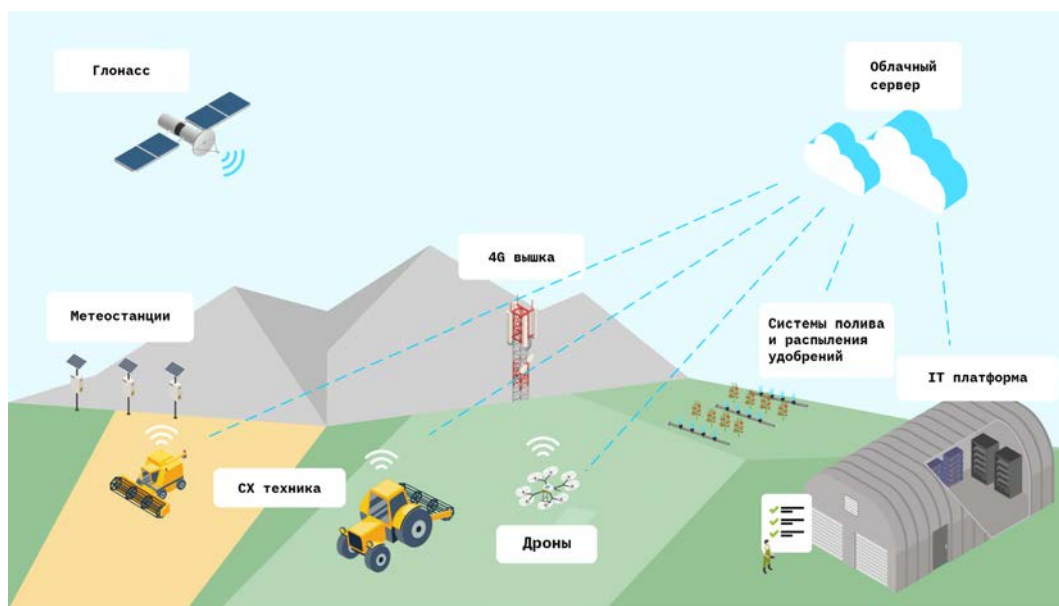 Глонасс
Облачный
сервер
4G вышка
Метеостанции
Системы полива
и распыления
удобрений
IT платформа
СХ техника
Дроны